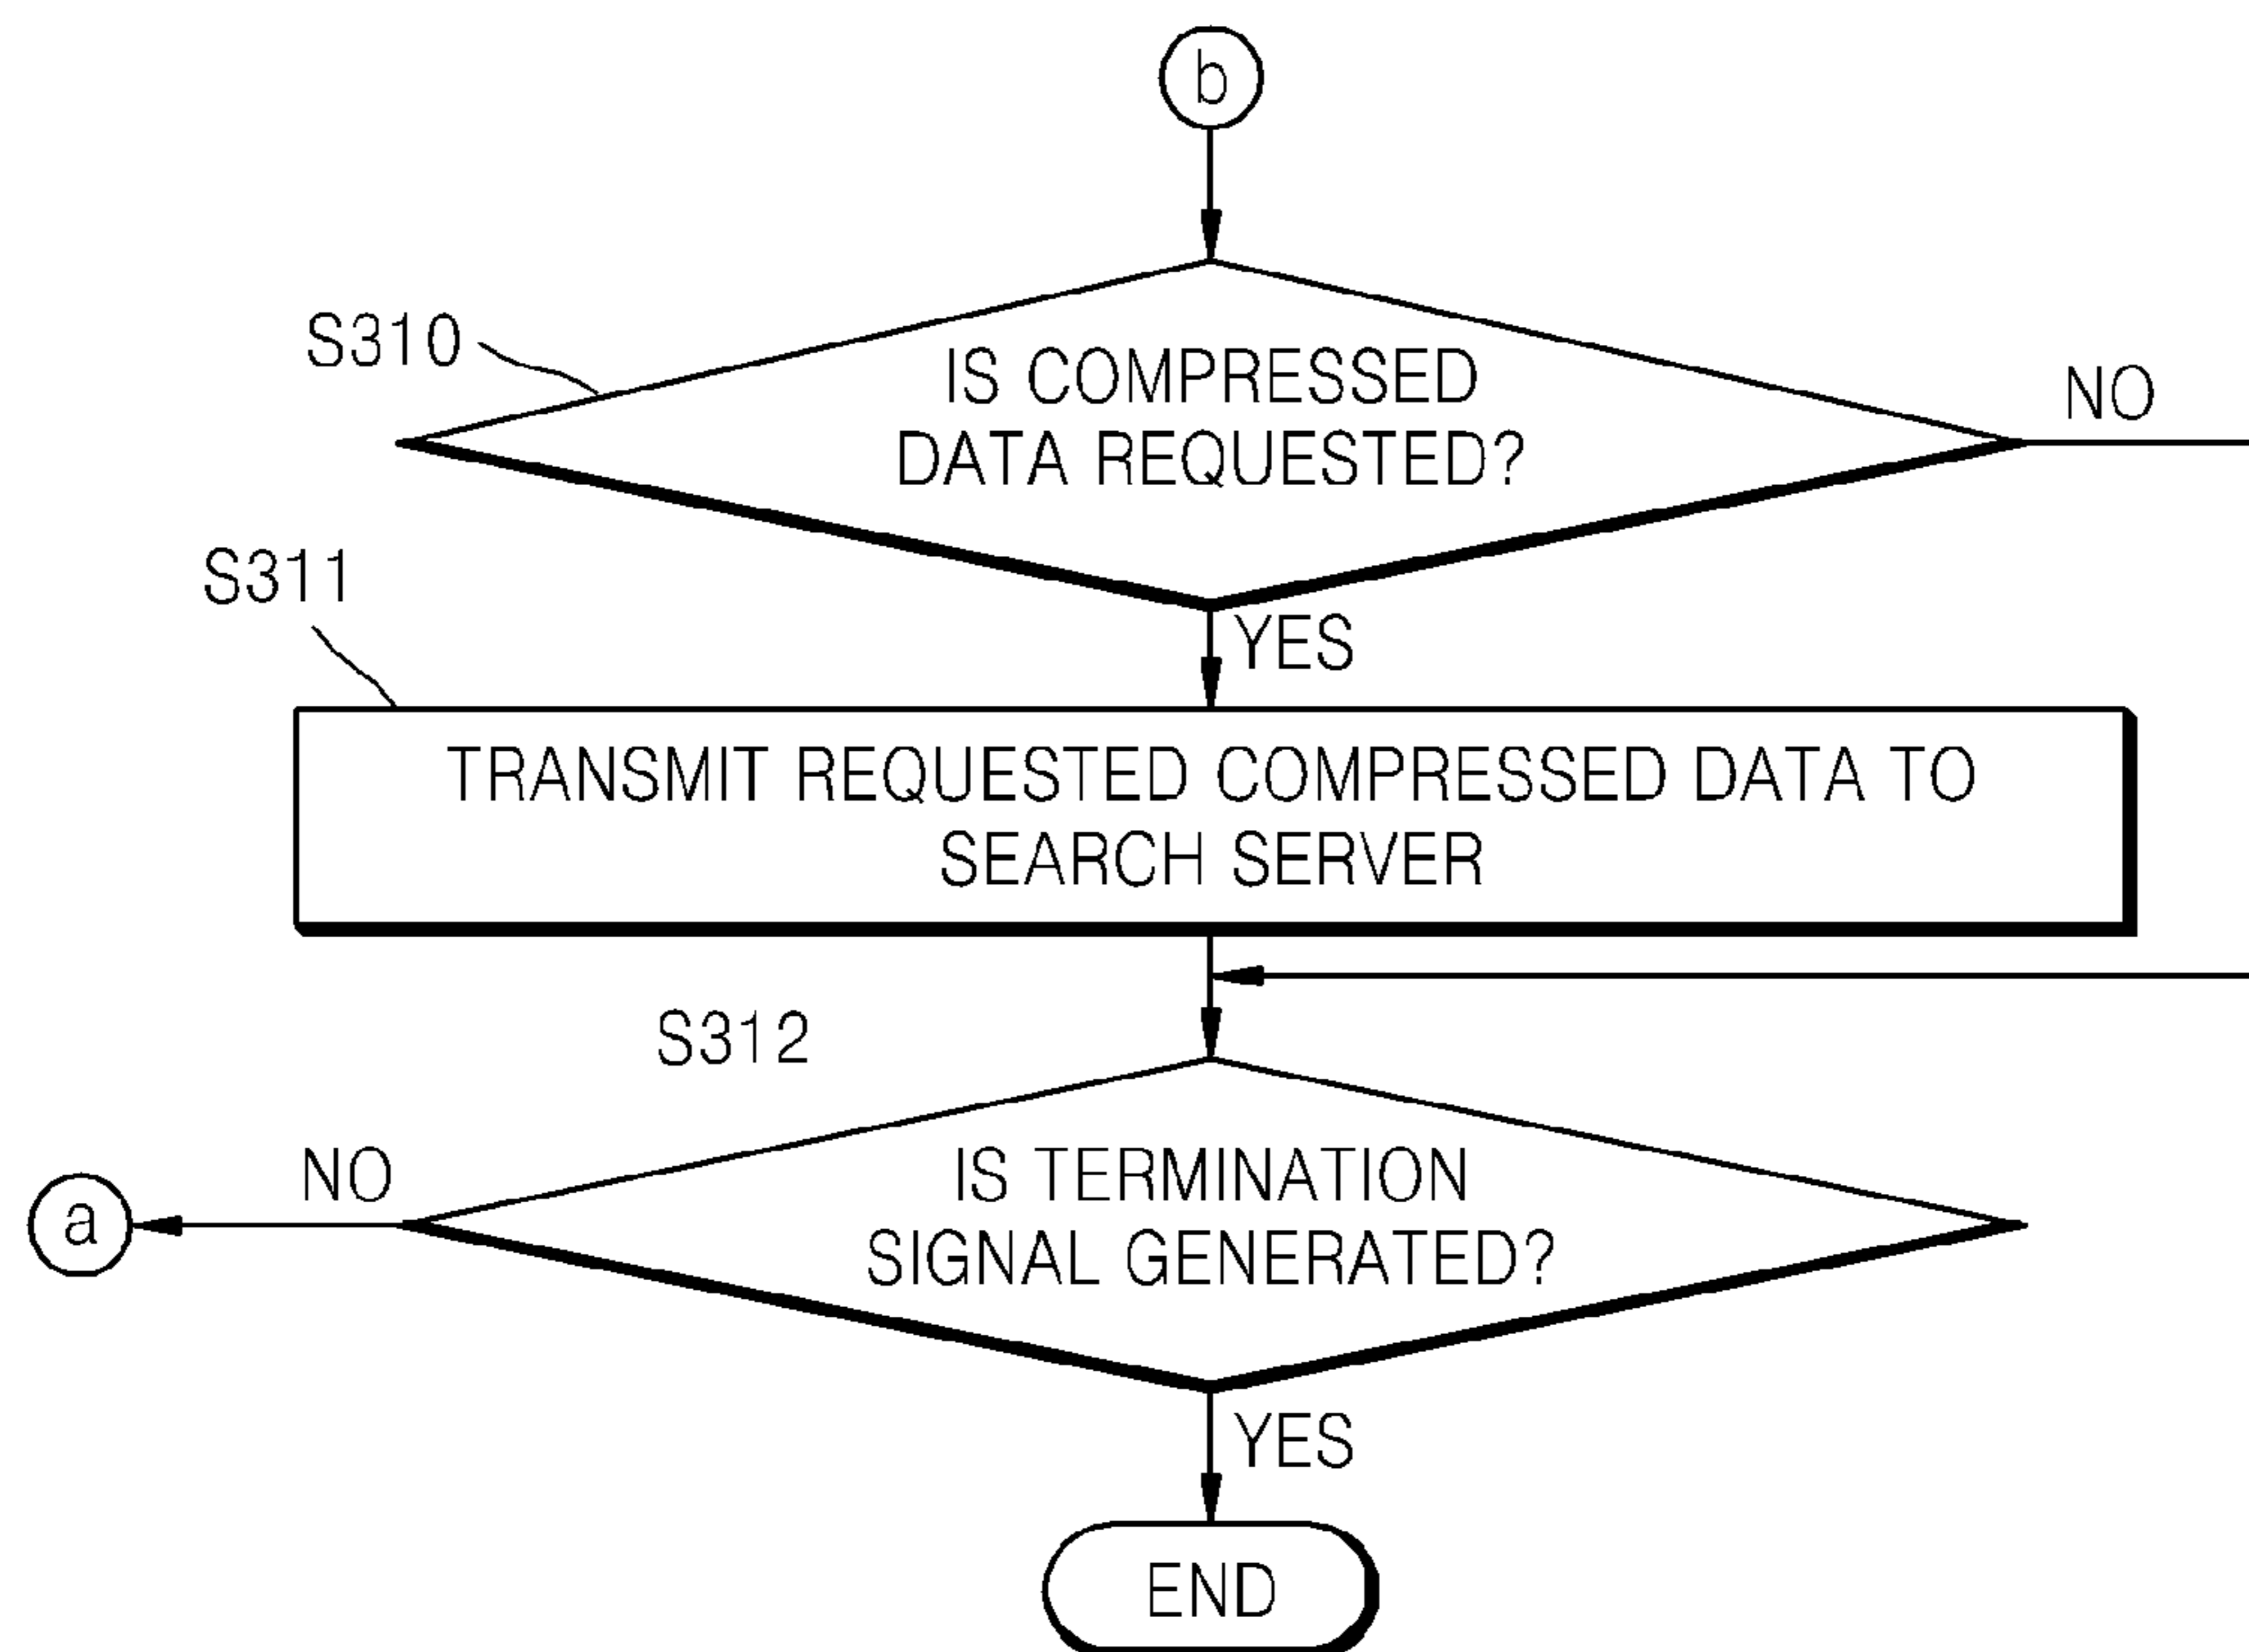 b
S310
IS COMPRESSED
DATA REQUESTED?
NO
S311
YES
TRANSMIT REQUESTED COMPRESSED DATA TO
SEARCH SERVER
S312
NO
IS TERMINATION
SIGNAL GENERATED?
a
YES
END